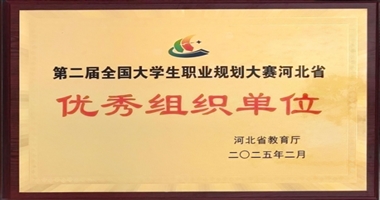 第二届全国大学生职业规划大赛河北省
优秀组织单位
河北省教育厅
二〇二五年二月